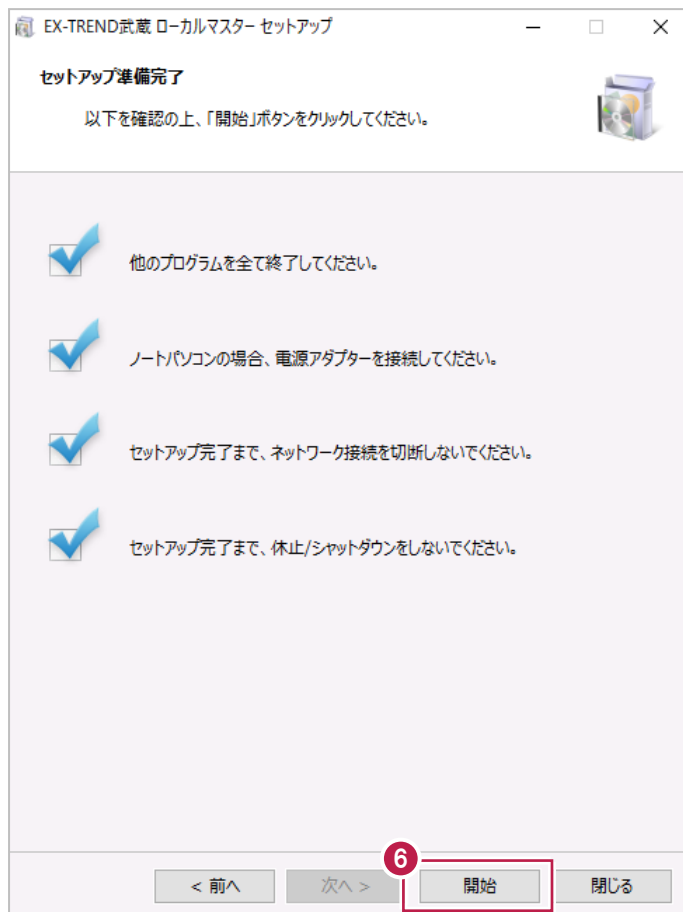 EX-TREND武蔵 ローカルマスター セットアップ
セットアップ準備完了
以下を確認の上、「開始」ボタンをクリックしてください。
他のプログラムを全て終了してください。
ノートパソコンの場合、電源アダプターを接続してください。
セットアップ完了まで、ネットワーク接続を切断しないでください。
セットアップ完了まで、休止/シャットダウンをしないでください。
6
< 前へ 次へ > 開始 閉じる